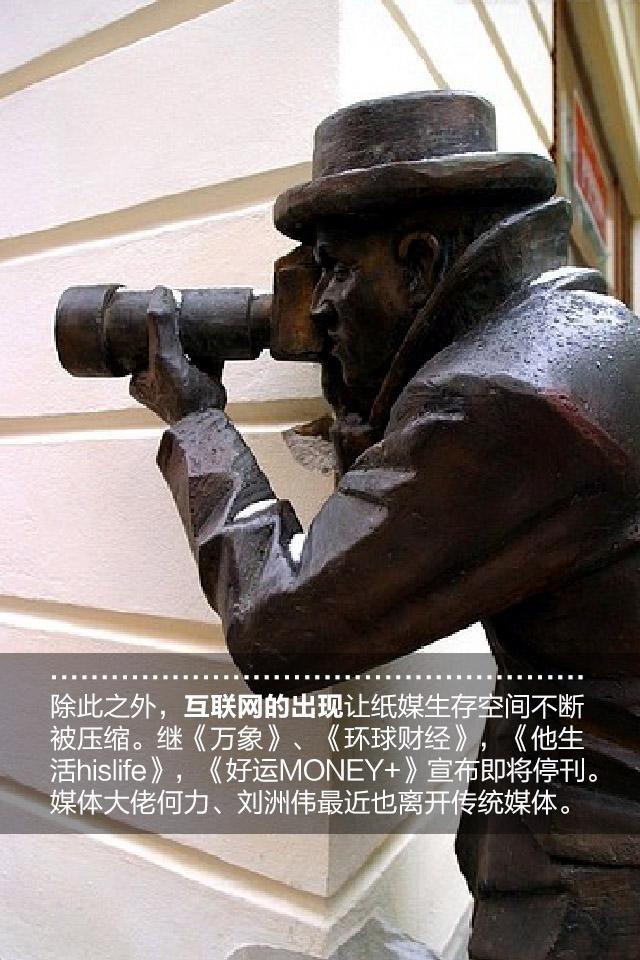 除此之外，互联网的出现让纸媒生存空间不断
被压缩。继《万象》、《环球财经》，《他生
活hislife》，《好运MONEY+》宣布即将停刊。
媒体大佬何力、刘洲伟最近也离开传统媒体。